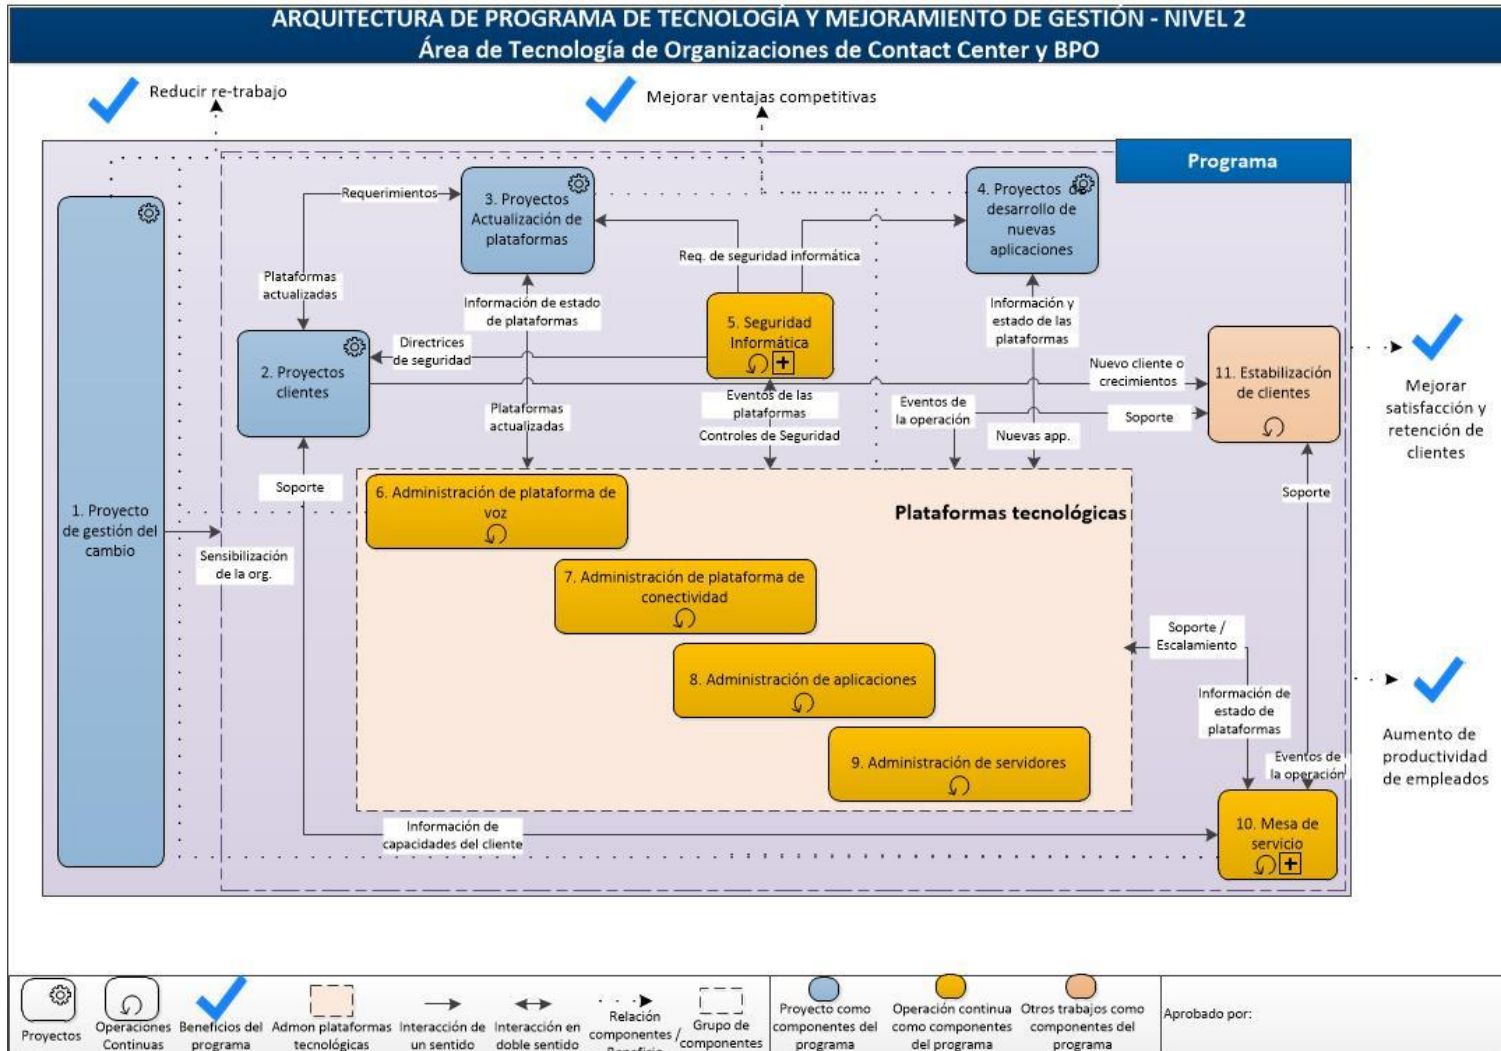 ARQUITECTURA DE PROGRAMA DE TECNOLOGÍA Y MEJORAMIENTO DE GESTIÓN - NIVEL 2
Área de Tecnología de Organizaciones de Contact Center y BPO
Reducir re-trabajo
Mejorar ventajas competitivas
Programa
Requerimientos
3. Proyectos
Actualización de
plataformas
4. Proyectos de
desarrollo de
nuevas
aplicaciones
Req. de seguridad informática
Plataformas
actualizadas
Información de estado
de plataformas
5. Seguridad
Informática
Información y
estado de las
plataformas
Directrices
de seguridad
2. Proyectos
clientes
Nuevo cliente o
crecimientos
11. Estabilización
de clientes
Mejorar
satisfacción y
retención de
clientes
Plataformas
actualizadas
Eventos de las
plataformas
Controles de Seguridad
Eventos de
la operación
Nuevas app.
Soporte
Soporte
Soporte
1. Proyecto
de gestión del
cambio
Sensibilización
de la org.
6. Administración de plataforma de
voz
Plataformas tecnológicas
7. Administración de plataforma de
conectividad
8. Administración de aplicaciones
9. Administración de servidores
Soporte /
Escalamiento
Información de
estado de
plataformas
Eventos de
la operación
Aumento de
productividad
de empleados
Información de
capacidades del cliente
10. Mesa de
servicio
Proyectos
Operaciones
Continuas
Beneficios del
programa
Admon plataformas
tecnológicas
Interacción de
un sentido
Interacción en
doble sentido
Relación
componentes /
Beneficio
Grupo de
componentes
Proyecto como
componentes del
programa
Operación continua
como componentes
del programa
Otros trabajos como
componentes del
programa
Aprobado por: